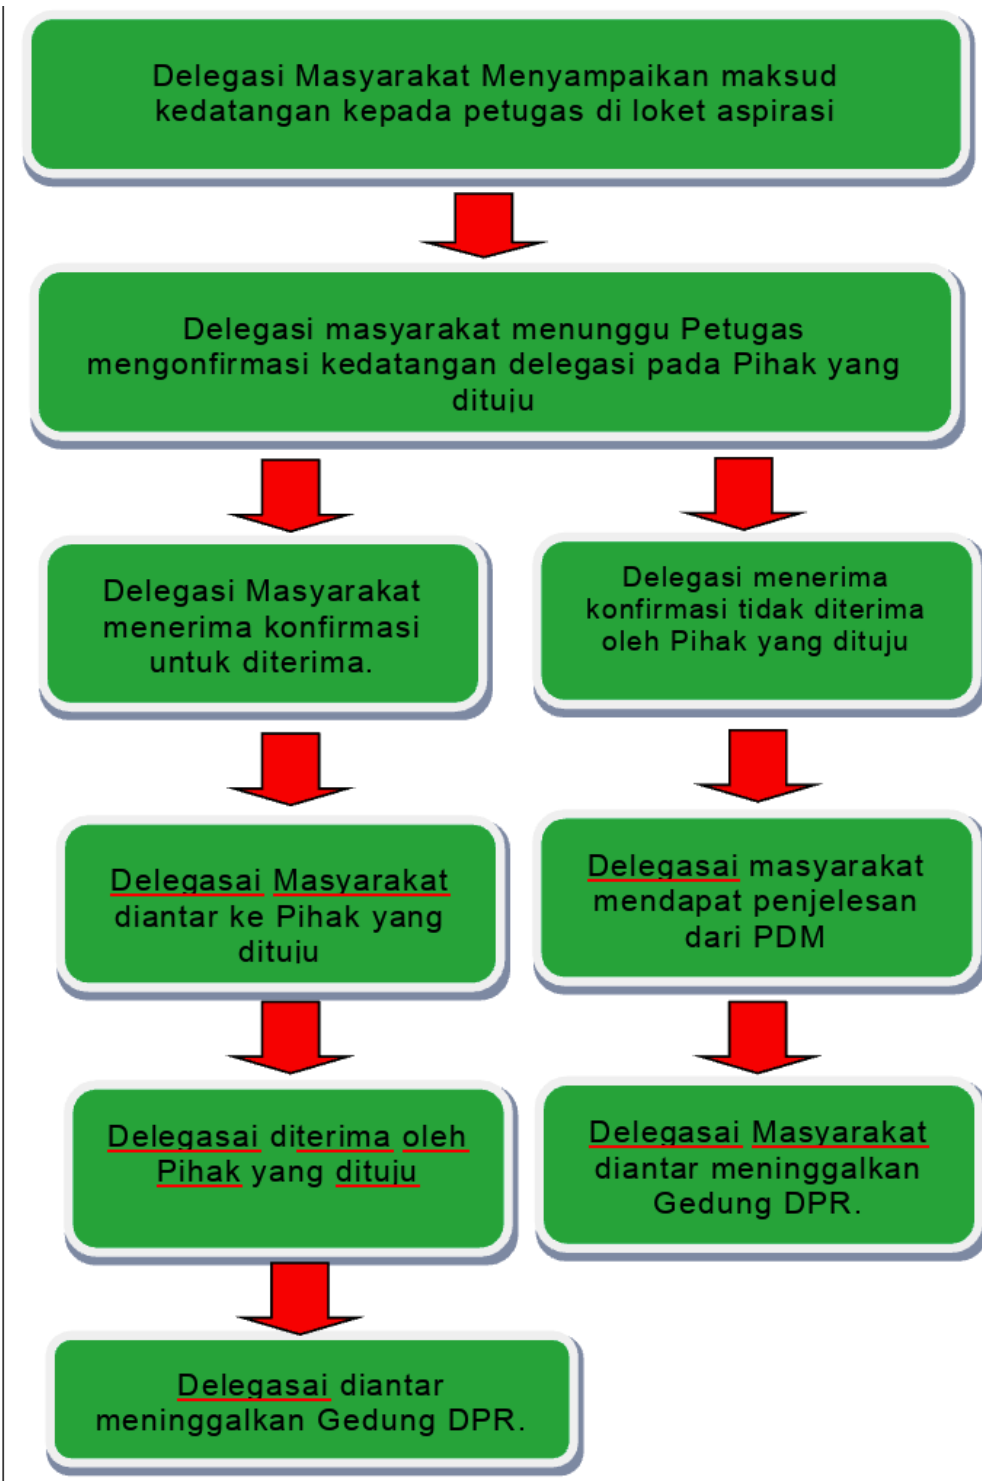 Delegasi Masyarakat Menyampaikan maksud
kedatangan kepada petugas di loket aspirasi
Delegasi masyarakat menunggu Petugas
mengonfirmasi kedatangan delegasi pada Pihak yang
dituju
Delegasi Masyarakat
menerima konfirmasi
untuk diterima.
Delegasi menerima
konfirmasi tidak diterima
oleh Pihak yang dituju
Delegasai Masyarakat
diantar ke Pihak yang
dituju
Delegasai masyarakat
mendapat penjelesan
dari PDM
Delegasai diterima oleh
Pihak yang dituju
Delegasai Masyarakat
diantar meninggalkan
Gedung DPR.
Delegasai diantar
meninggalkan Gedung DPR.